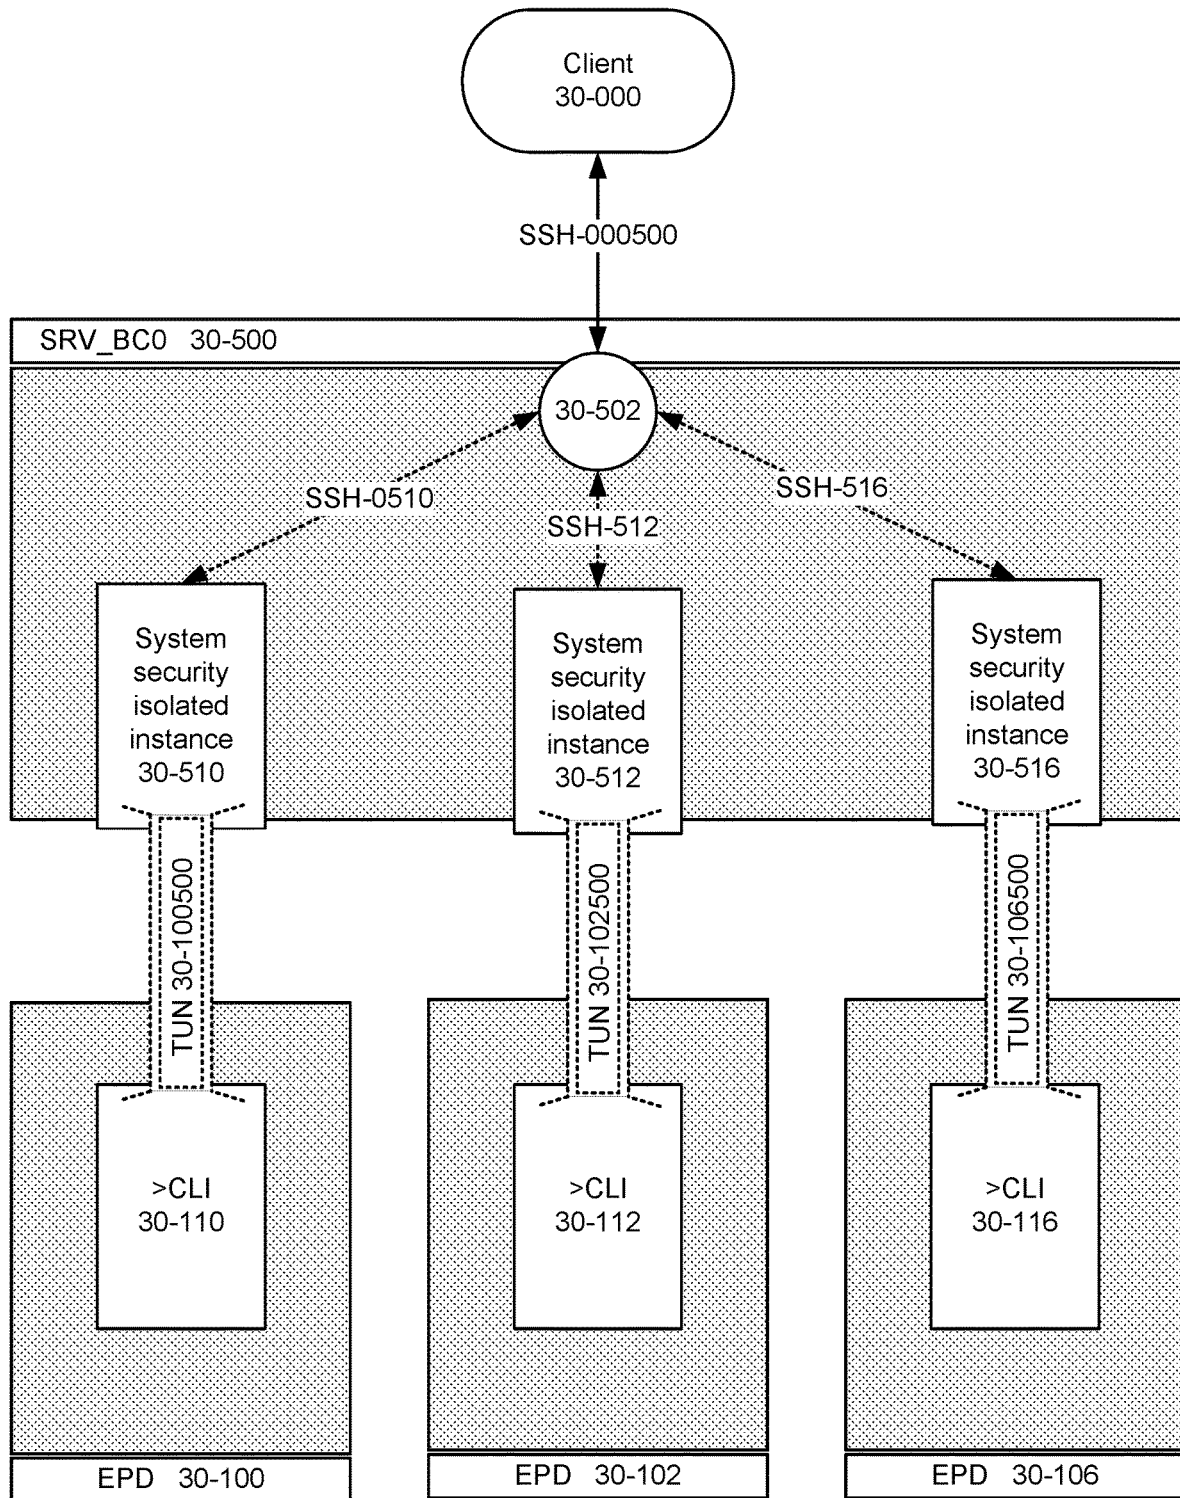 Client
30-000
SSH-000500
SRV_BC0 30-500
30-502
SSH-0510
SSH-512
SSH-516
System
security
isolated
instance
30-510
System
security
isolated
instance
30-512
System
security
isolated
instance
30-516
TUN 30-100500
TUN 30-102500
TUN 30-106500
>CLI
30-110
>CLI
30-112
>CLI
30-116
EPD 30-100
EPD 30-102
EPD 30-106